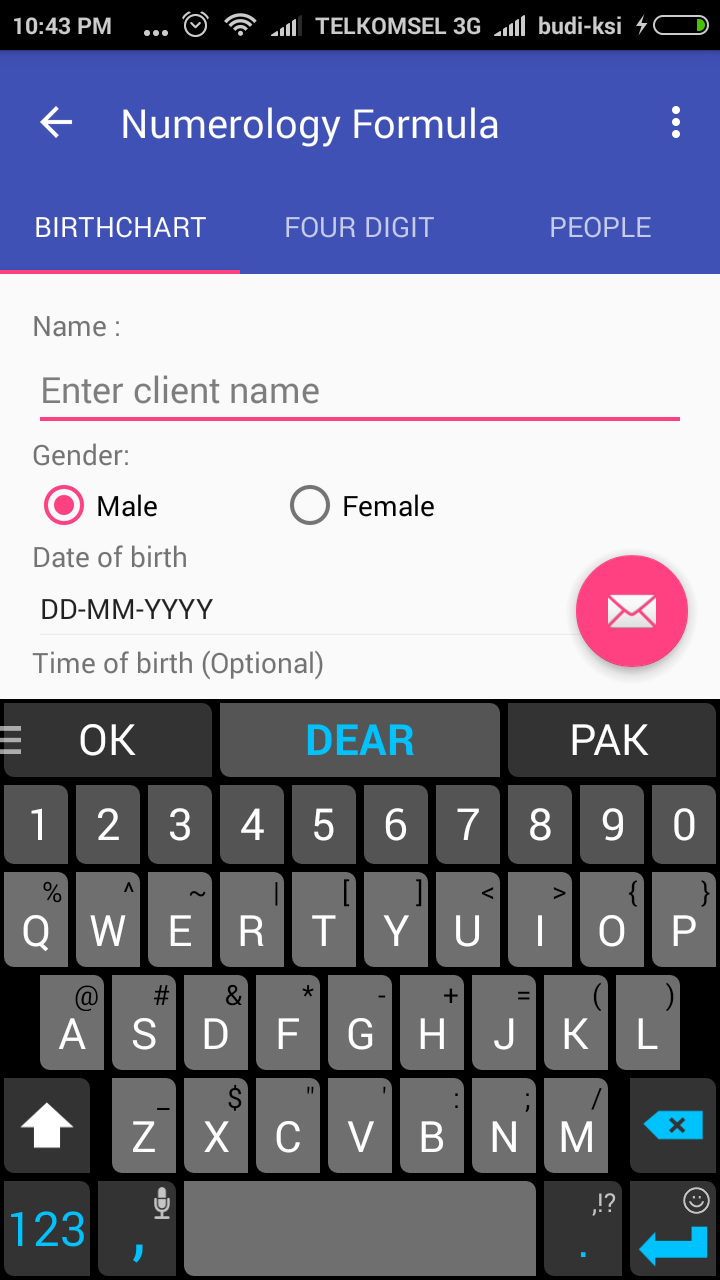 10:43 PM ... TELKOMSEL 3G budi-ksi
Numerology Formula
BIRTHCHART FOUR DIGIT PEOPLE
Name :
Enter client name
Gender:
Male Female
Date of birth
DD-MM-YYYY
Time of birth (Optional)
OK DEAR PAK
1 2 3 4 5 6 7 8 9 0
% ^ ~ | [ ] < > { }
Q W E R T Y U I O P
@ # & * - + = ( )
A S D F G H J K L
_ $ " ' : ; /
Z X C V B N M
,!?
123 , .